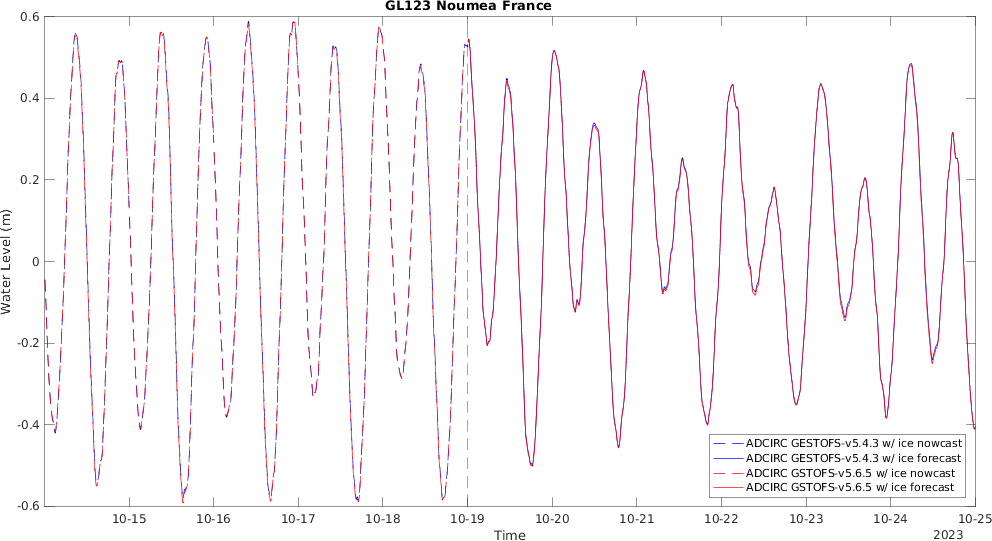 GL123 Noumea France
Water Level (m)
0.6
0.4
0.2
0
-0.2
-0.4
-0.6
ADCIRC GESTOFS-v5.4.3 w/ ice nowcast
ADCIRC GESTOFS-v5.4.3 w/ ice forecast
ADCIRC GSTOFS-v5.6.5 w/ ice nowcast
ADCIRC GSTOFS-v5.6.5 w/ ice forecast
10-15 10-16 10-17 10-18 10-19 10-20 10-21 10-22 10-23 10-24 10-25
Time
2023